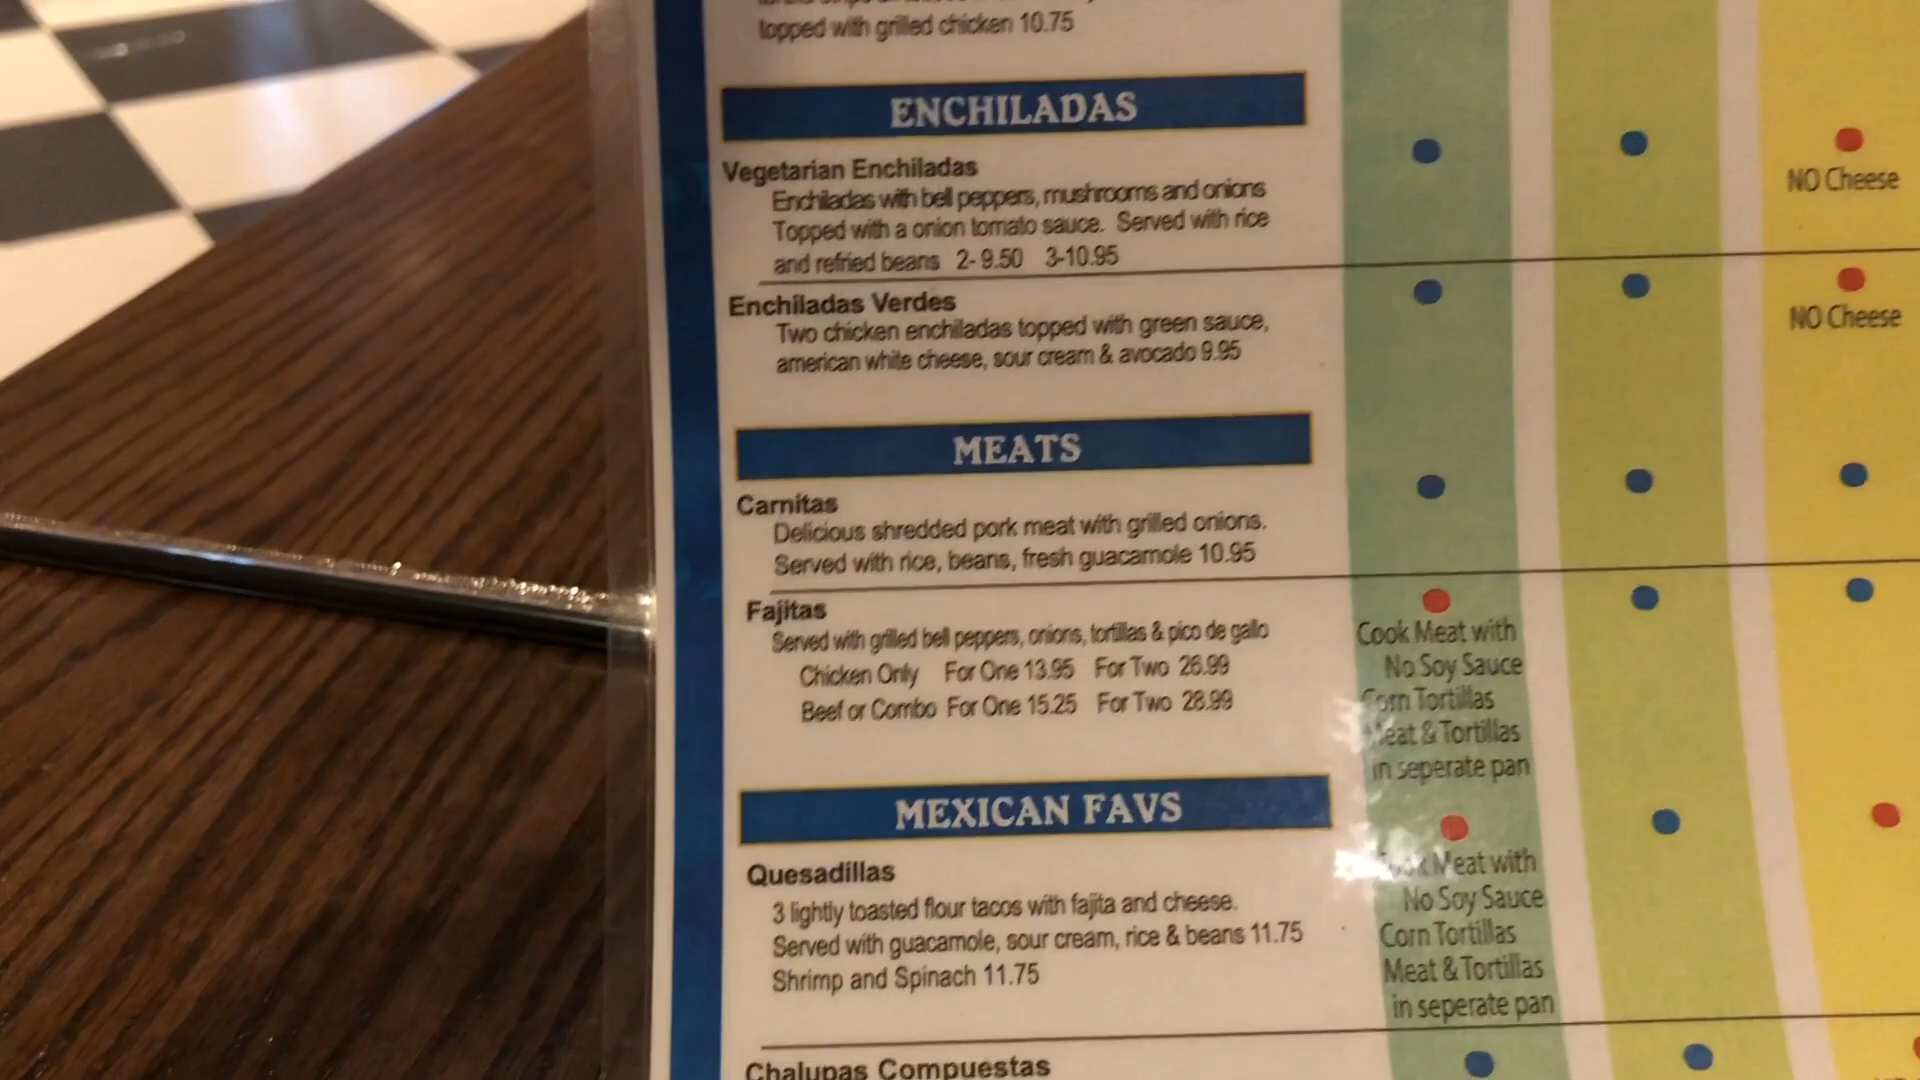 topped with grilled chicken 10.75
ENCHILADAS
Vegetarian Enchiladas
Enchiladas with bell peppers, mushrooms and onions
Topped with a onion tomato sauce. Served with rice
and refried beans 2- 9.50 3-10.95
NO Cheese
Enchiladas Verdes
Two chicken enchiladas topped with green sauce,
american white cheese, sour cream & avocado 9.95
NO Cheese
MEATS
Carnitas
Delicious shredded pork meat with grilled onions.
Served with rice, beans, fresh guacamole 10.95
Fajitas
Served with grilled bell peppers, onions, tortillas & pico de gallo
Chicken Only For One 13.95 For Two 26.99
Beef or Combo For One 15.25 For Two 28.99
Cook Meat with
No Soy Sauce
Corn Tortillas
Meat & Tortillas
in seperate pan
MEXICAN FAVS
Quesadillas
3 lightly toasted flour tacos with fajita and cheese.
Served with guacamole, sour cream, rice & beans 11.75
Shrimp and Spinach 11.75
Cook Meat with
No Soy Sauce
Corn Tortillas
Meat & Tortillas
in seperate pan
Chalupas Compuestas